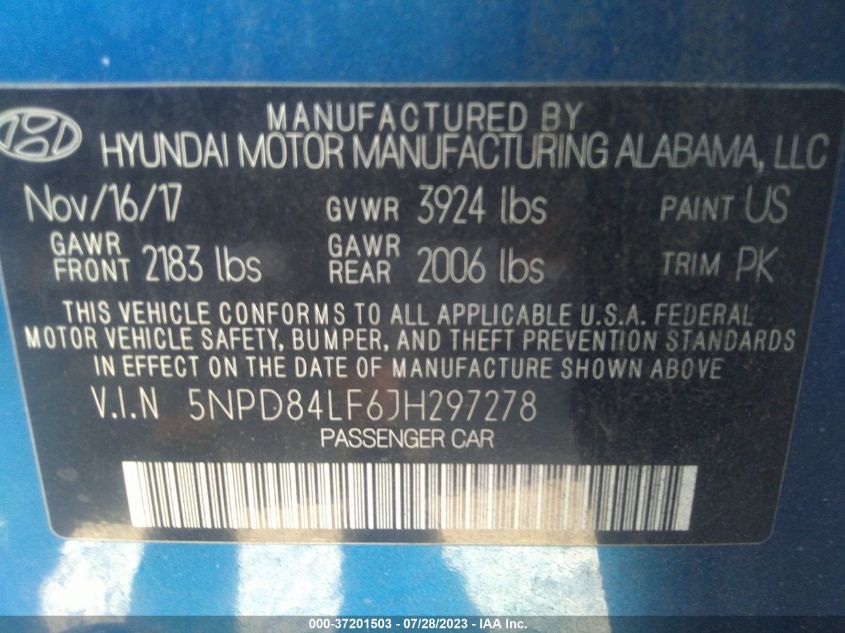 MANUFACTURED BY
HYUNDAI MOTOR MANUFACTURING ALABAMA, LLC
Nov/16/17 GVWR 3924 lbs PAINT US
GAWR FRONT 2183 lbs GAWR REAR 2006 lbs TRIM PK
THIS VEHICLE CONFORMS TO ALL APPLICABLE U.S.A. FEDERAL
MOTOR VEHICLE SAFETY, BUMPER, AND THEFT PREVENTION STANDARDS
IN EFFECT ON THE DATE OF MANUFACTURE SHOWN ABOVE
V.I.N 5NPD84LF6JH297278
PASSENGER CAR
000-37201503 - 07/28/2023 - IAA Inc.